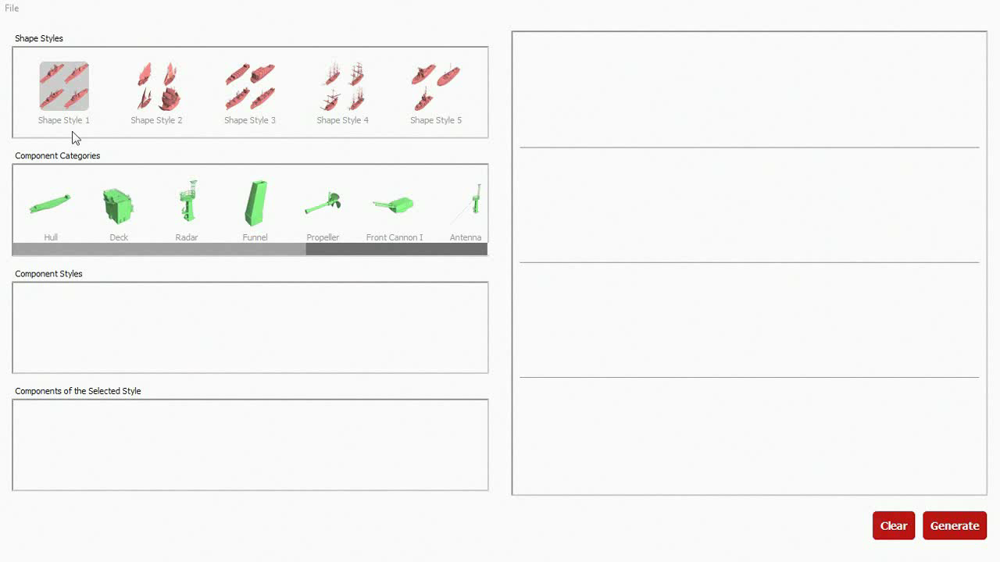 File
Shape Styles
Shape Style 1 Shape Style 2 Shape Style 3 Shape Style 4 Shape Style 5
Component Categories
Hull Deck Radar Funnel Propeller Front Cannon I Antenna
Component Styles
Components of the Selected Style
Clear Generate